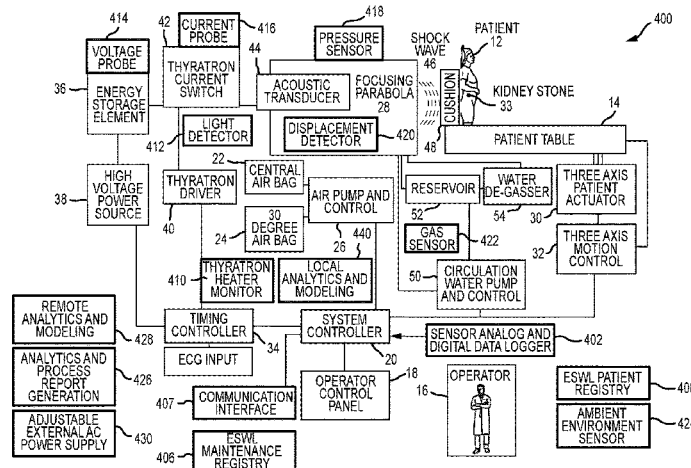 414
VOLTAGE
PROBE
36
ENERGY
STORAGE
ELEMENT
38
HIGH
VOLTAGE
POWER
SOURCE
42
CURRENT
PROBE
416
THYRATRON
CURRENT
SWITCH
44
ACOUSTIC
TRANSDUCER
418
PRESSURE
SENSOR
FOCUSING
PARABOLA
28
DISPLACEMENT
DETECTOR
420
SHOCK
WAVE
46
PATIENT
12
400
CUSHION
33
KIDNEY STONE
48
14
PATIENT TABLE
412
LIGHT
DETECTOR
THYRATRON
DRIVER
40
22
CENTRAL
AIR BAG
AIR PUMP AND
CONTROL
26
24
30
DEGREE
AIR BAG
440
RESERVOIR
52
WATER
DE-GASSER
54
GAS
SENSOR
422
THREE AXIS
PATIENT
ACTUATOR
30
THREE AXIS
MOTION
CONTROL
32
50
CIRCULATION
WATER PUMP
AND CONTROL
410
THYRATRON
HEATER
MONITOR
LOCAL
ANALYTICS AND
MODELING
REMOTE
ANALYTICS AND
MODELING
428
ANALYTICS
AND
PROCESS
REPORT
GENERATION
426
ADJUSTABLE
EXTERNAL AC
POWER SUPPLY
430
TIMING
CONTROLLER
34
ECG INPUT
SYSTEM
CONTROLLER
20
SENSOR ANALOG AND
DIGITAL DATA LOGGER
402
407
COMMUNICATION
INTERFACE
OPERATOR
CONTROL
PANEL
18
406
ESWL
MAINTENANCE
REGISTRY
OPERATOR
16
ESWL PATIENT
REGISTRY
AMBIENT
ENVIRONMENT
SENSOR